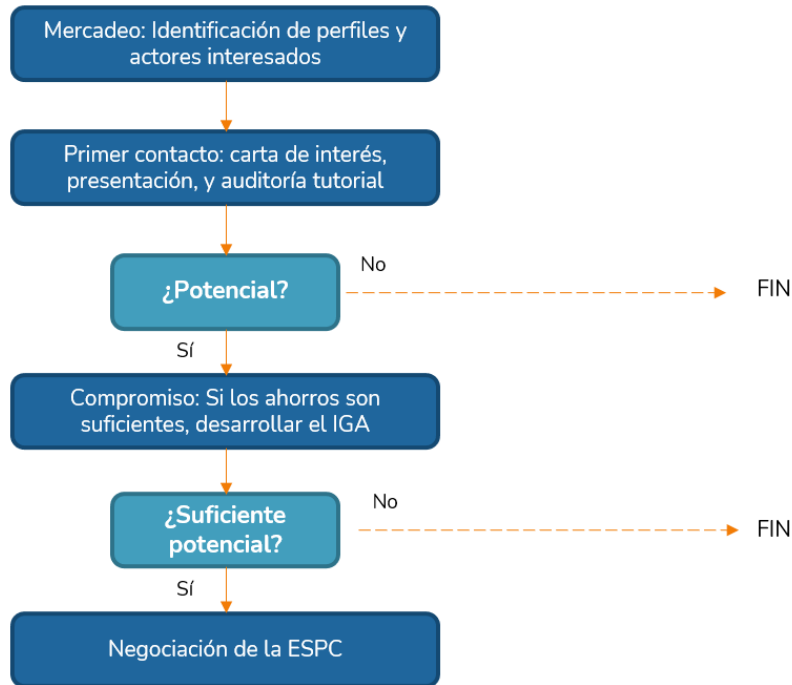 Mercadeo: Identificación de perfiles y
actores interesados
Primer contacto: carta de interés,
presentación, y auditoría tutorial
¿Potencial?
No
FIN
Sí
Compromiso: Si los ahorros son
suficientes, desarrollar el IGA
¿Suficiente
potencial?
No
FIN
Sí
Negociación de la ESPC